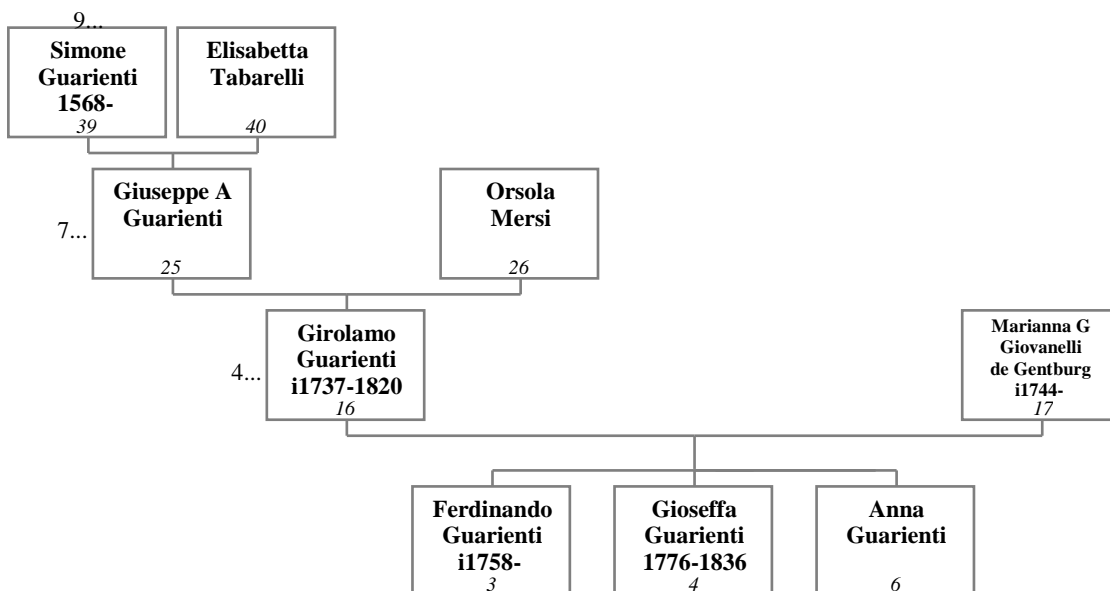 9...
Simone
Guarienti
1568-
39
Elisabetta
Tabarelli
40
7...
Giuseppe A
Guarienti
25
Orsola
Mersi
26
4...
Girolamo
Guarienti
i1737-1820
16
Marianna G
Giovanelli
de Gentburg
i1744-
17
Ferdinando
Guarienti
i1758-
3
Gioseffa
Guarienti
1776-1836
4
Anna
Guarienti
6